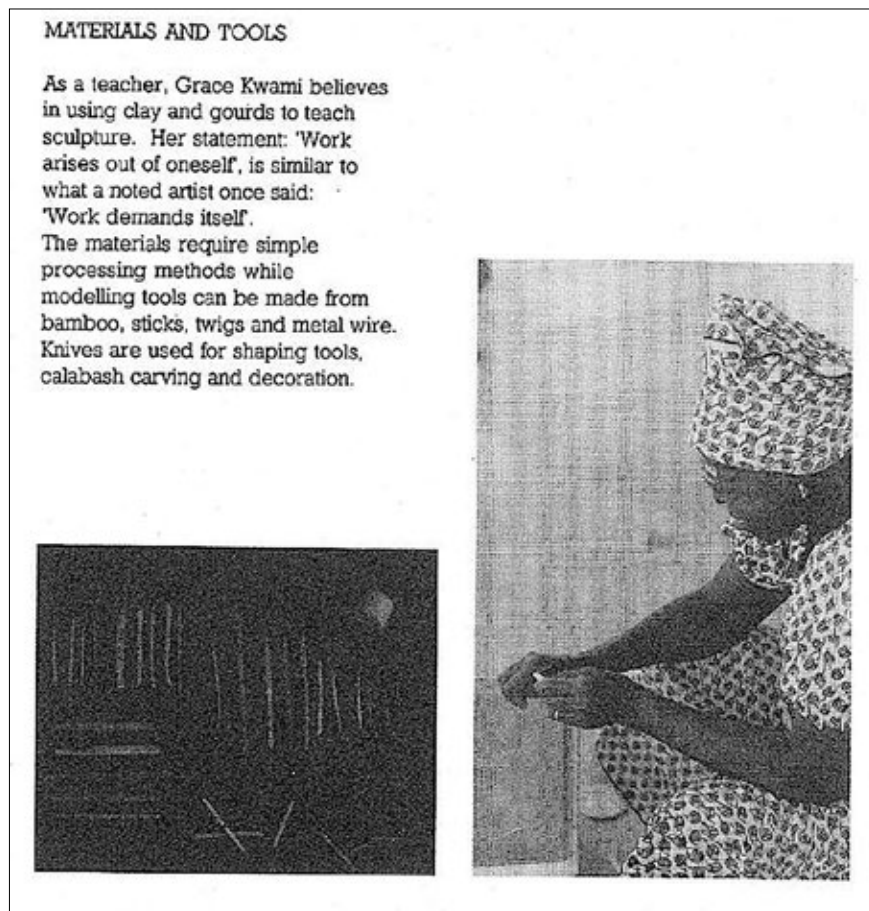 MATERIALS AND TOOLS
As a teacher, Grace Kwami believes
in using clay and gourds to teach
sculpture. Her statement: 'Work
arises out of oneself', is similar to
what a noted artist once said:
'Work demands itself'.
The materials require simple
processing methods while
modelling tools can be made from
bamboo, sticks, twigs and metal wire.
Knives are used for shaping tools,
calabash carving and decoration.